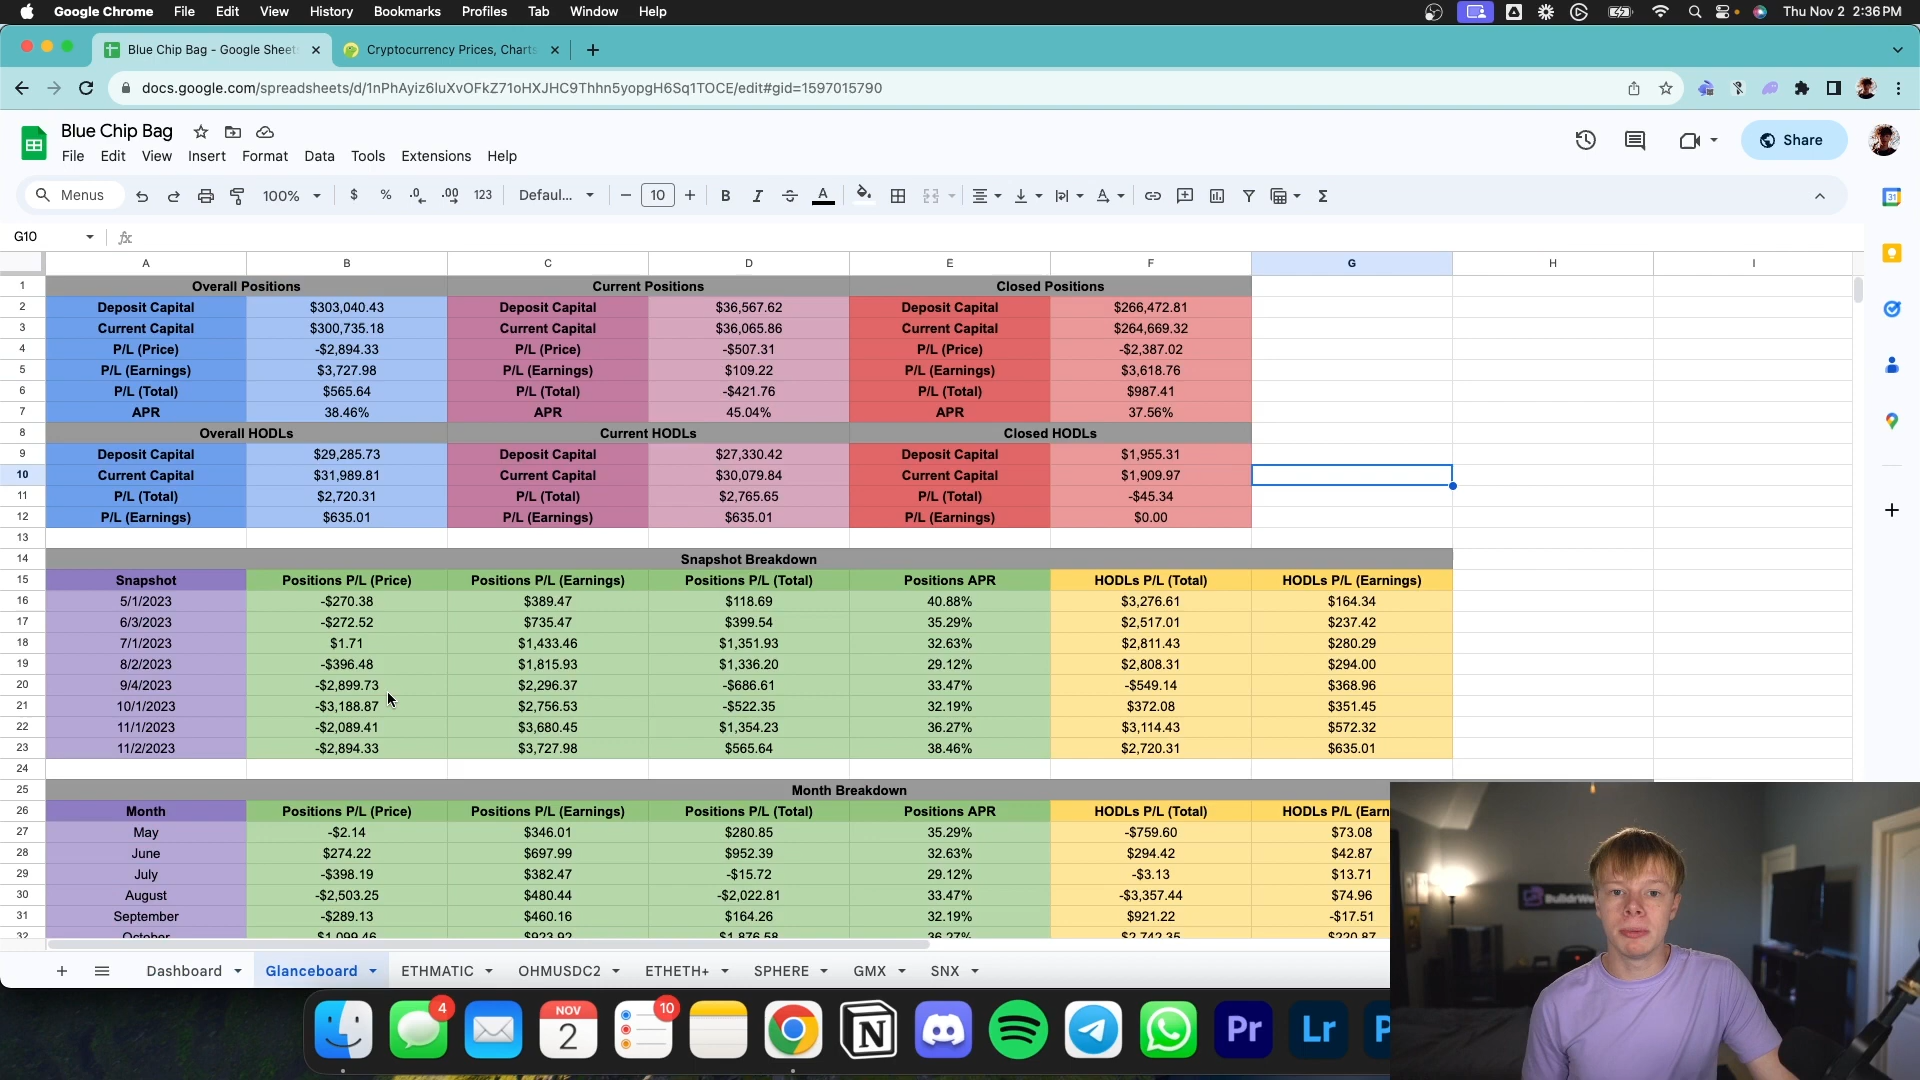 Google Chrome File Edit View History Bookmarks Profiles Tab Window Help Thu Nov 2 2:36 PM
Blue Chip Bag - Google Sheets Cryptocurrency Prices, Charts
docs.google.com/spreadsheets/d/1nPhAyiz6luXvOFkZ71oHXJHC9Thhn5yopgH6Sq1TOCE/edit#gid=1597015790
Blue Chip Bag
File Edit View Insert Format Data Tools Extensions Help
Share
Menus 100% $ % .0 .00 123 Defaul... 10 B I A
G10
A B C D E F G H I
1 Overall Positions Current Positions Closed Positions
2 Deposit Capital $303,040.43 Deposit Capital $36,567.62 Deposit Capital $266,472.81
3 Current Capital $300,735.18 Current Capital $36,065.86 Current Capital $264,669.32
4 P/L (Price) -$2,894.33 P/L (Price) -$507.31 P/L (Price) -$2,387.02
5 P/L (Earnings) $3,727.98 P/L (Earnings) $109.22 P/L (Earnings) $3,618.76
6 P/L (Total) $565.64 P/L (Total) -$421.76 P/L (Total) $987.41
7 APR 38.46% APR 45.04% APR 37.56%
8 Overall HODLs Current HODLs Closed HODLs
9 Deposit Capital $29,285.73 Deposit Capital $27,330.42 Deposit Capital $1,955.31
10 Current Capital $31,989.81 Current Capital $30,079.84 Current Capital $1,909.97
11 P/L (Total) $2,720.31 P/L (Total) $2,765.65 P/L (Total) -$45.34
12 P/L (Earnings) $635.01 P/L (Earnings) $635.01 P/L (Earnings) $0.00
13
14 Snapshot Breakdown
15 Snapshot Positions P/L (Price) Positions P/L (Earnings) Positions P/L (Total) Positions APR HODLs P/L (Total) HODLs P/L (Earnings)
16 5/1/2023 -$270.38 $389.47 $118.69 40.88% $3,276.61 $164.34
17 6/3/2023 -$272.52 $735.47 $399.54 35.29% $2,517.01 $237.42
18 7/1/2023 $1.71 $1,433.46 $1,351.93 32.63% $2,811.43 $280.29
19 8/2/2023 -$396.48 $1,815.93 $1,336.20 29.12% $2,808.31 $294.00
20 9/4/2023 -$2,899.73 $2,296.37 -$686.61 33.47% -$549.14 $368.96
21 10/1/2023 -$3,188.87 $2,756.53 -$522.35 32.19% $372.08 $351.45
22 11/1/2023 -$2,089.41 $3,680.45 $1,354.23 36.27% $3,114.43 $572.32
23 11/2/2023 -$2,894.33 $3,727.98 $565.64 38.46% $2,720.31 $635.01
24
25 Month Breakdown
26 Month Positions P/L (Price) Positions P/L (Earnings) Positions P/L (Total) Positions APR HODLs P/L (Total) HODLs P/L (Earn
27 May -$2.14 $346.01 $280.85 35.29% -$759.60 $73.08
28 June $274.22 $697.99 $952.39 32.63% $294.42 $42.87
29 July -$398.19 $382.47 -$15.72 29.12% -$3.13 $13.71
30 August -$2,503.25 $480.44 -$2,022.81 33.47% -$3,357.44 $74.96
31 September -$289.13 $460.16 $164.26 32.19% $921.22 -$17.51
32 October $1,099.46 $923.92 $1,876.58 36.27% $2,742.35 $220.87
Dashboard Glanceboard ETHMATIC OHMUSDC2 ETHETH+ SPHERE GMX SNX
4 NOV 2 10 N Pr Lr